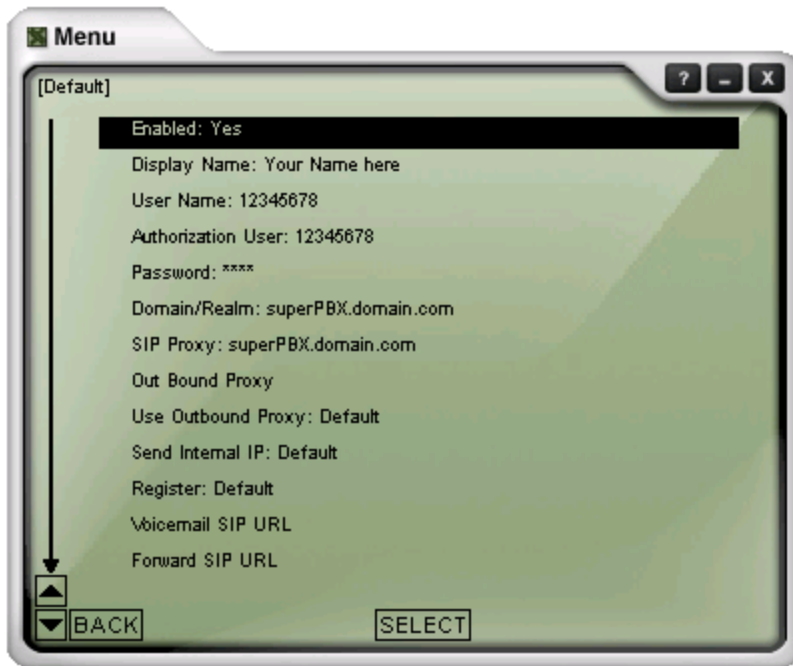 Menu
? – X
[Default]
Enabled: Yes
Display Name: Your Name here
User Name: 12345678
Authorization User: 12345678
Password: ****
Domain/Realm: superPBX.domain.com
SIP Proxy: superPBX.domain.com
Out Bound Proxy
Use Outbound Proxy: Default
Send Internal IP: Default
Register: Default
Voicemail SIP URL
Forward SIP URL
BACK SELECT